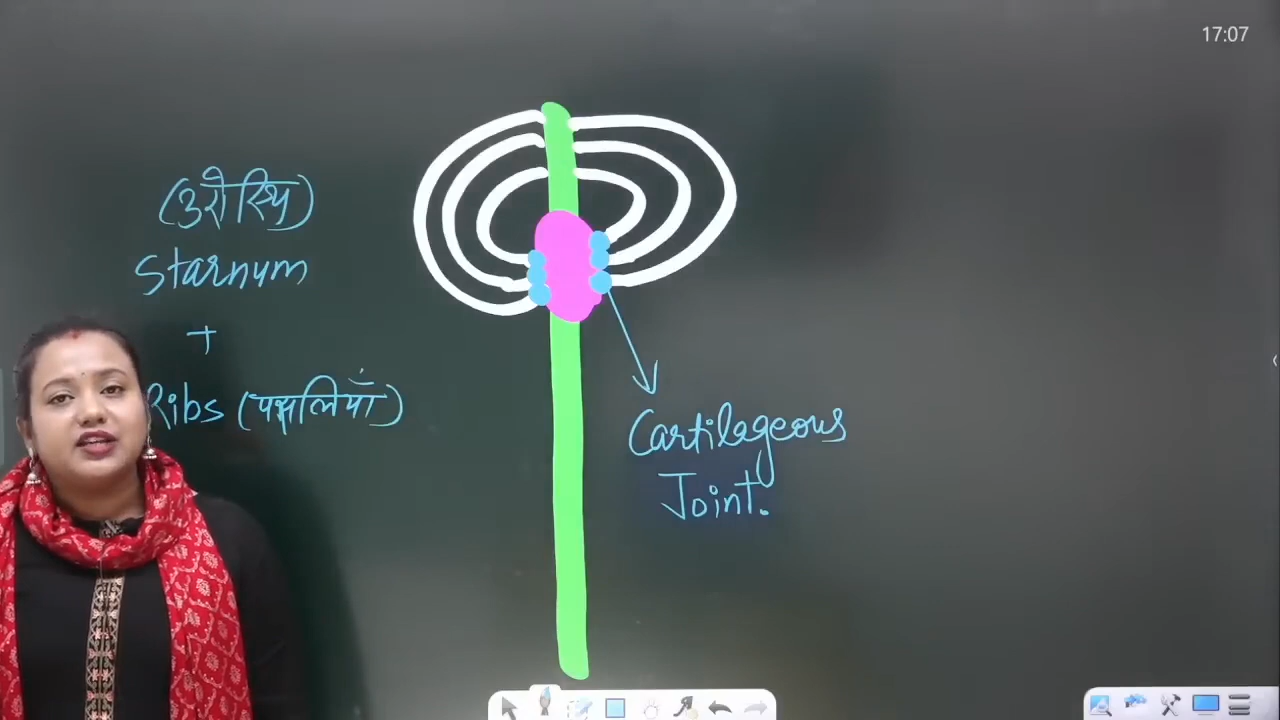 17:07
(उरोस्थि)
Starnum
+
Ribs (पसलियाँ)
Cartilageous
Joint.